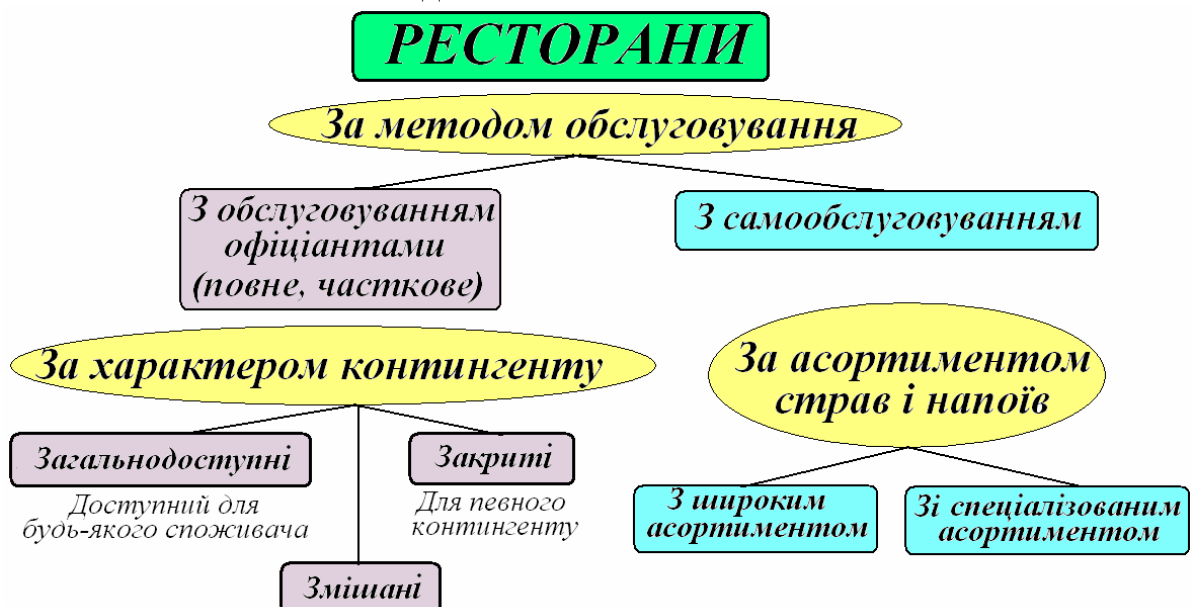 РЕСТОРАНИ
За методом обслуговування
З обслуговуванням
офіціантами
(повне, часткове)
З самообслуговуванням
За характером контингенту
Загальнодоступні
Доступний для
будь-якого споживача
Закриті
Для певного
контингенту
Змішані
За асортиментом
страв і напоїв
З широким
асортиментом
Зі спеціалізованим
асортиментом